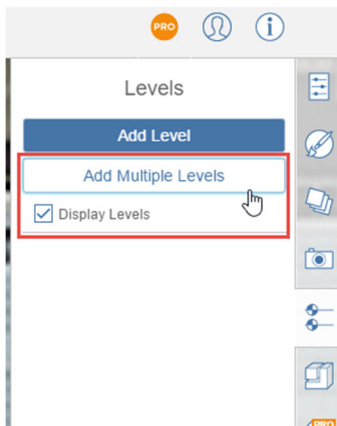 PRO
Levels
Add Level
Add Multiple Levels
Display Levels
PRO